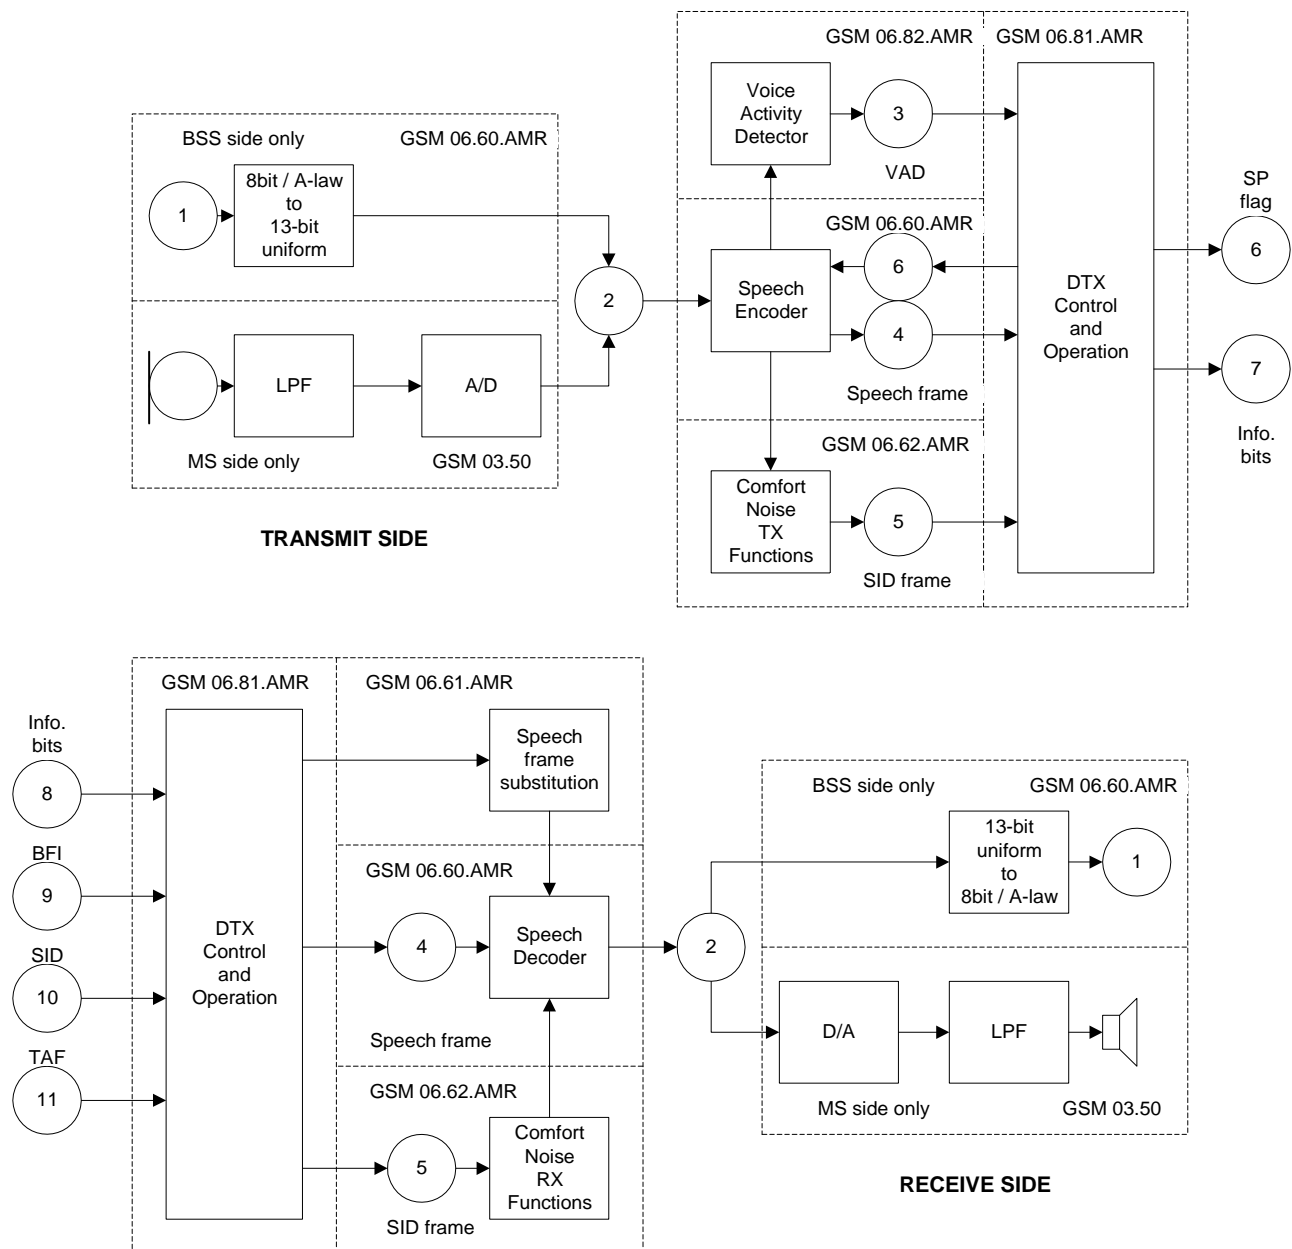 GSM 06.82.AMR
GSM 06.81.AMR
Voice
Activity
Detector
3
VAD
BSS side only
GSM 06.60.AMR
1
8bit / A-law
to
13-bit
uniform
2
LPF
A/D
MS side only
GSM 03.50
TRANSMIT SIDE
GSM 06.60.AMR
Speech
Encoder
6
4
Speech frame
GSM 06.62.AMR
Comfort
Noise
TX
Functions
5
SID frame
DTX
Control
and
Operation
SP
flag
6
7
Info.
bits
GSM 06.81.AMR
GSM 06.61.AMR
Info.
bits
8
BFI
9
SID
10
TAF
11
DTX
Control
and
Operation
Speech
frame
substitution
GSM 06.60.AMR
4
Speech
Decoder
Speech frame
GSM 06.62.AMR
5
Comfort
Noise
RX
Functions
SID frame
2
BSS side only
GSM 06.60.AMR
13-bit
uniform
to
8bit / A-law
1
D/A
LPF
MS side only
GSM 03.50
RECEIVE SIDE